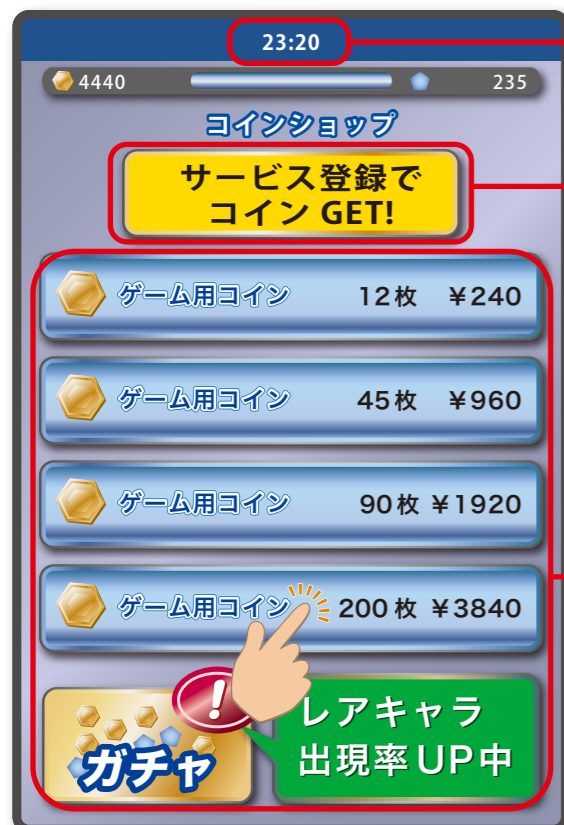 23:20
4440 235
コインショップ
サービス登録で
コイン GET!
ゲーム用コイン 12枚 ¥240
ゲーム用コイン 45枚 ¥960
ゲーム用コイン 90枚 ¥1920
ゲーム用コイン 200枚 ¥3840
!
ガチャ
レアキャラ
出現率UP中